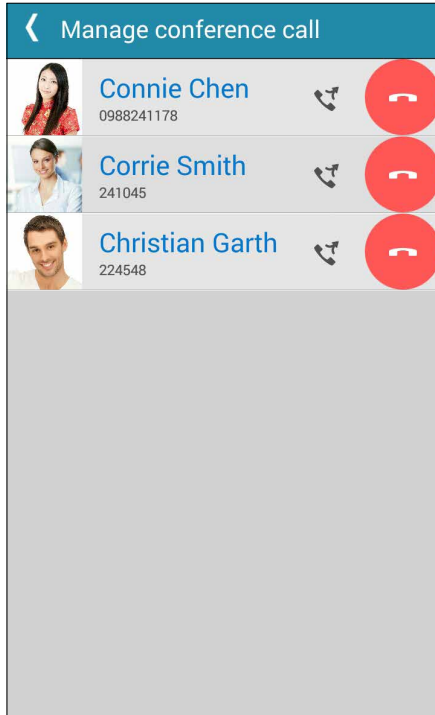 Manage conference call
Connie Chen
0988241178
Corrie Smith
241045
Christian Garth
224548